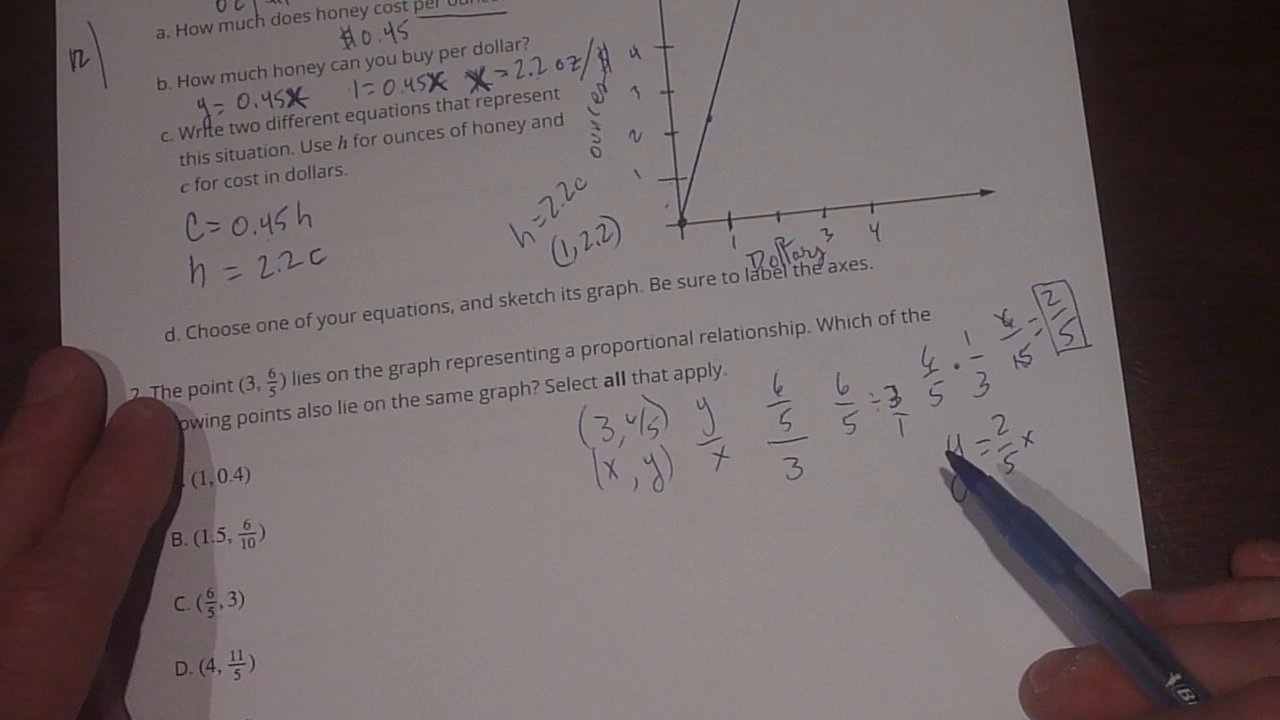 a. How much does honey cost per
$0.45
12
b. How much honey can you buy per dollar?
y = 0.45x 1 = 0.45x x = 2.2 oz/$
c. Write two different equations that represent
this situation. Use h for ounces of honey and
c for cost in dollars.
C = 0.45h
h = 2.2c
h = 2.2c
(1, 2.2)
ounces
4
3
2
1
1 3 4
Dollars
d. Choose one of your equations, and sketch its graph. Be sure to label the axes.
2. The point (3, 6/5) lies on the graph representing a proportional relationship. Which of the
owing points also lie on the same graph? Select all that apply.
(3, 6/5) y/x 6/5/3 6/5 ÷ 3/1 6/5 · 1/3 6/15 = 2/5
(x, y)
y = 2/5 x
. (1, 0.4)
B. (1.5, 6/10)
C. (6/5, 3)
D. (4, 11/5)